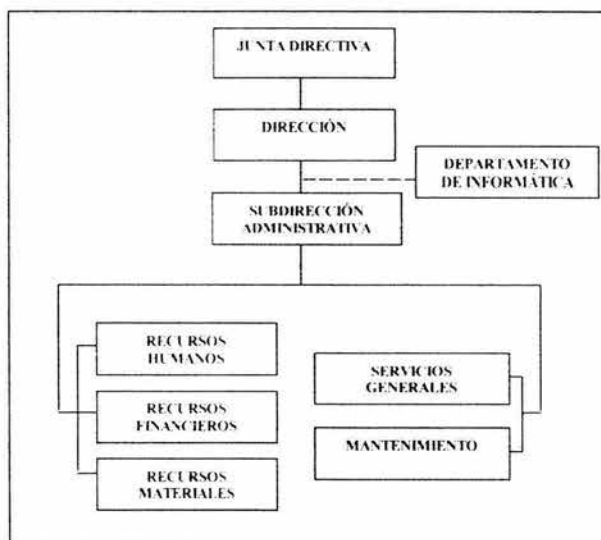 JUNTA DIRECTIVA
DIRECCIÓN
DEPARTAMENTO
DE INFORMÁTICA
SUBDIRECCIÓN
ADMINISTRATIVA
RECURSOS
HUMANOS
RECURSOS
FINANCIEROS
RECURSOS
MATERIALES
SERVICIOS
GENERALES
MANTENIMIENTO